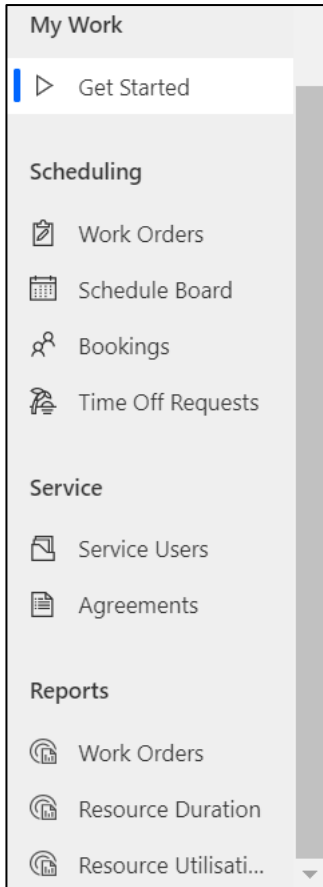 My Work
Get Started
Scheduling
Work Orders
Schedule Board
Bookings
Time Off Requests
Service
Service Users
Agreements
Reports
Work Orders
Resource Duration
Resource Utilisati...